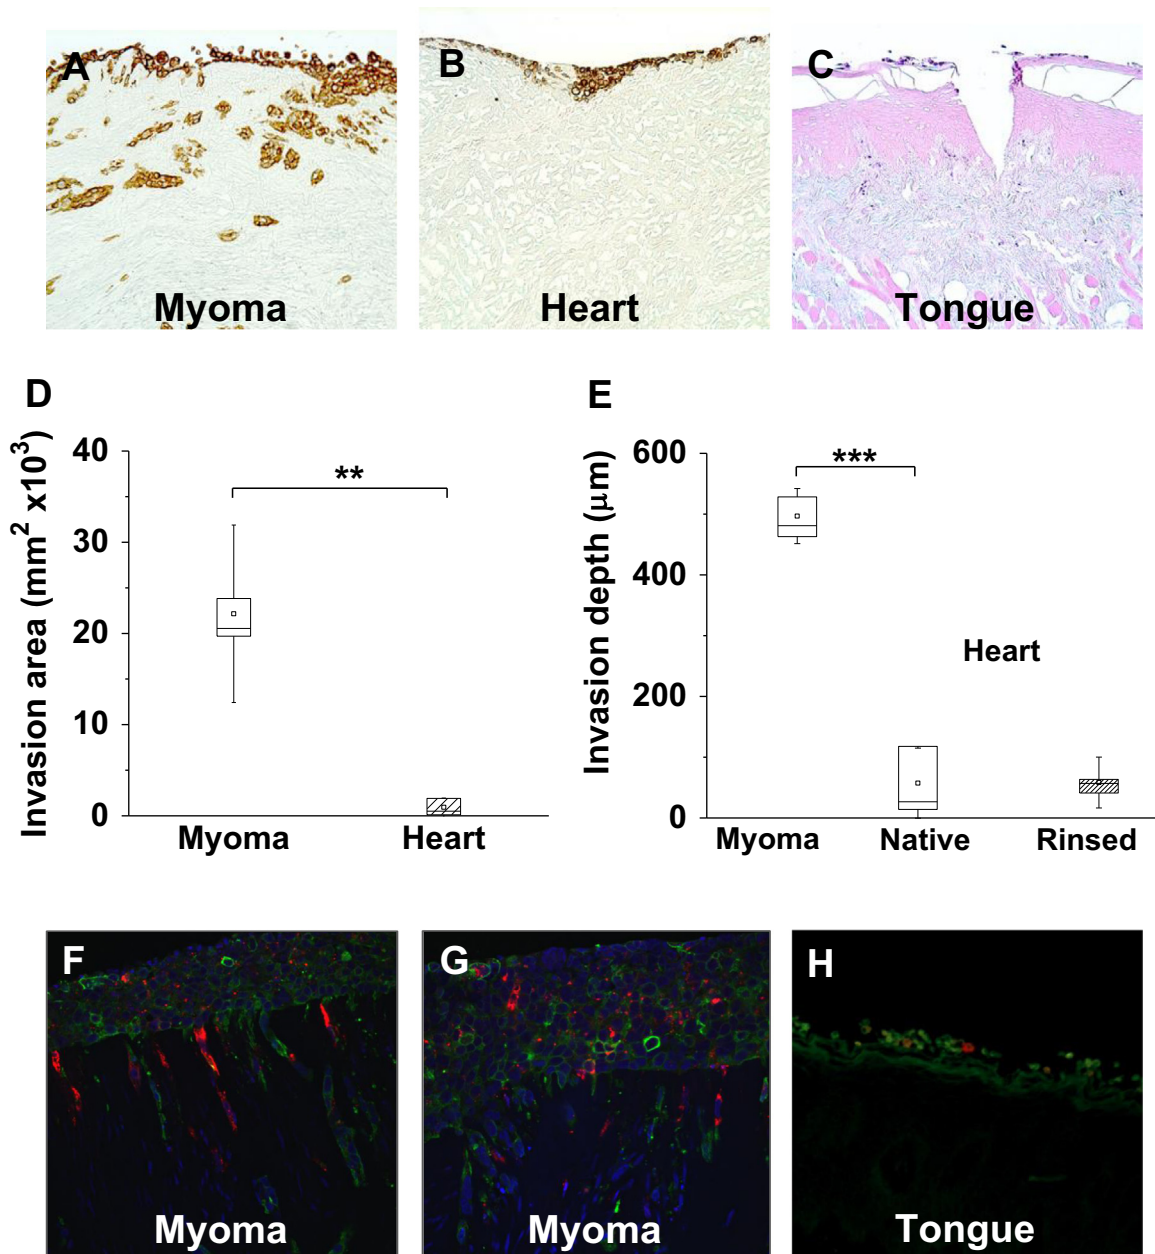 A
B
C
Myoma
Heart
Tongue
D
E
Invasion area (mm² x10³)
40
30
20
10
0
**
Myoma
Heart
Invasion depth (μm)
600
400
200
0
***
Heart
Myoma
Native
Rinsed
F
G
H
Myoma
Myoma
Tongue